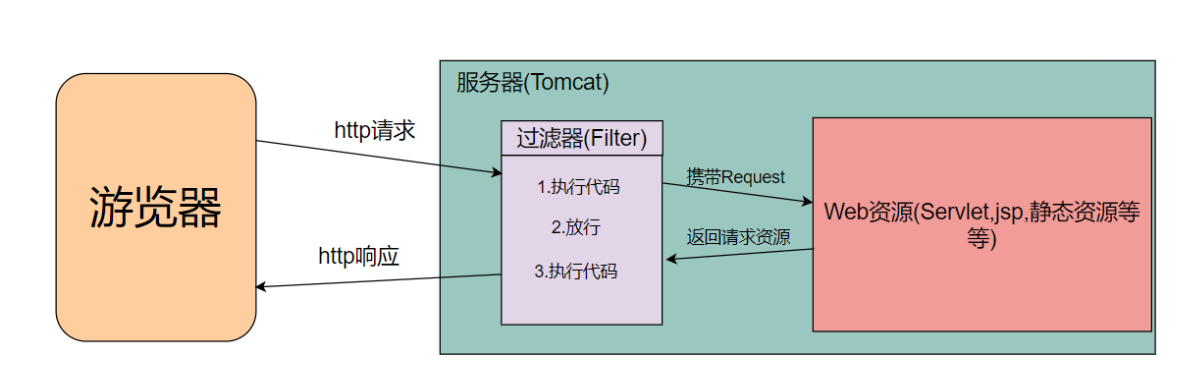 服务器(Tomcat)
http请求
过滤器(Filter)
1.执行代码
携带Request
游览器
Web资源(Servlet,jsp,静态资源等
等)
2.放行
返回请求资源
http响应
3.执行代码